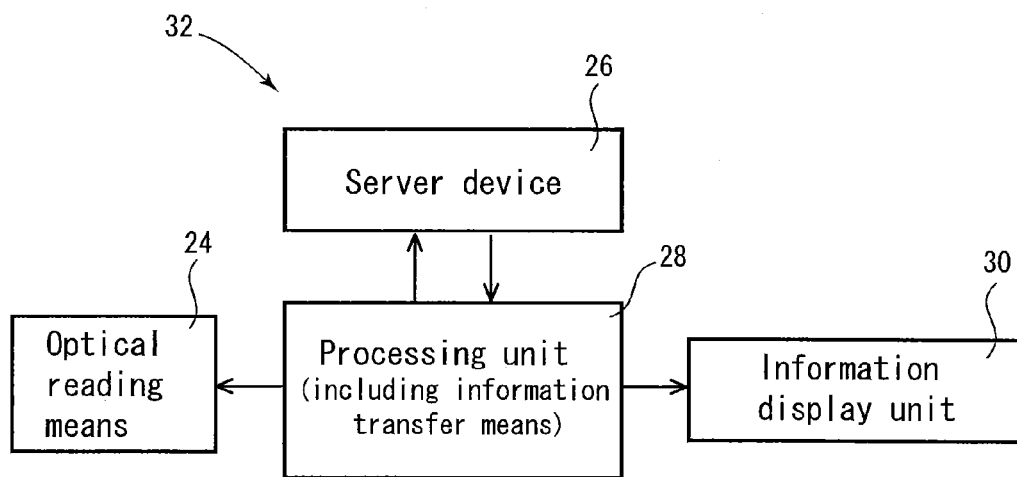 32
26
Server device
24
28
30
Optical
reading
means
Processing unit
(including information
transfer means)
Information
display unit